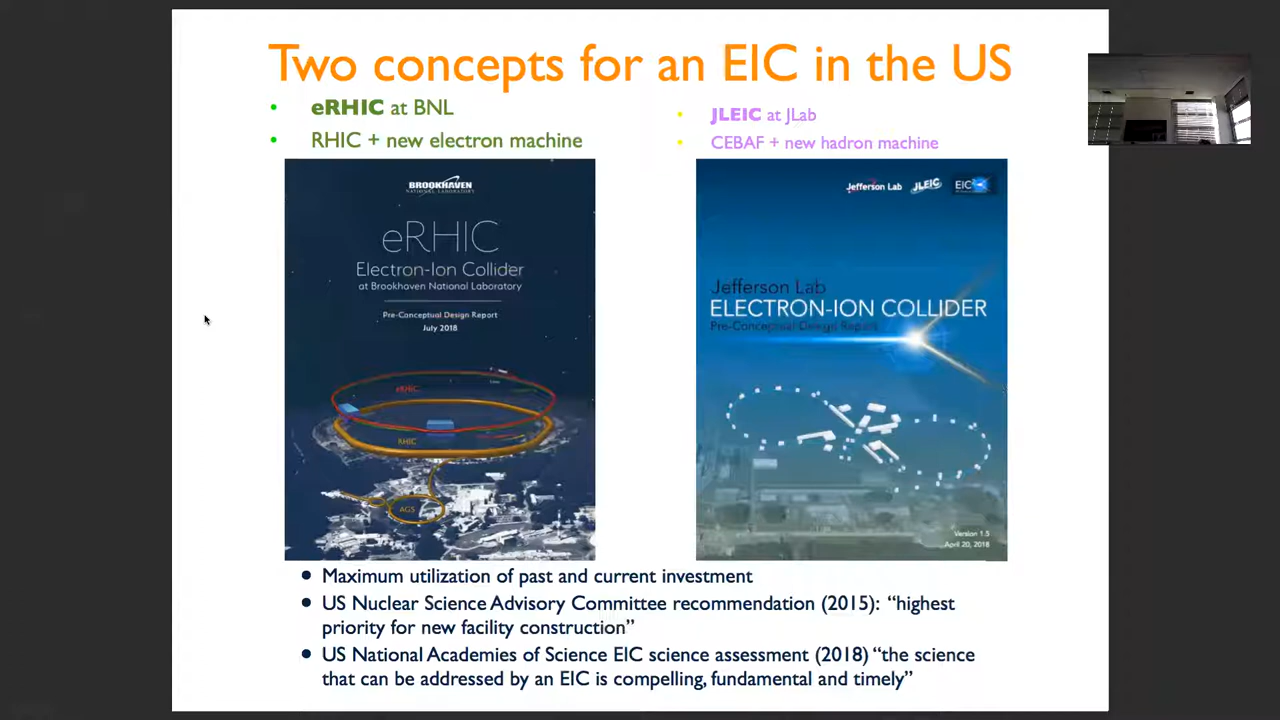 Two concepts for an EIC in the US
• eRHIC at BNL
• RHIC + new electron machine
• JLEIC at JLab
• CEBAF + new hadron machine
BROOKHAVEN
NATIONAL LABORATORY
eRHIC
Electron-Ion Collider
at Brookhaven National Laboratory
Pre-Conceptual Design Report
July 2018
eRHIC
RHIC
AGS
Jefferson Lab JLEIC EIC
Jefferson Lab
ELECTRON-ION COLLIDER
Pre-Conceptual Design Report
Version 1.5
April 20, 2018
• Maximum utilization of past and current investment
• US Nuclear Science Advisory Committee recommendation (2015): “highest
priority for new facility construction”
• US National Academies of Science EIC science assessment (2018) “the science
that can be addressed by an EIC is compelling, fundamental and timely”